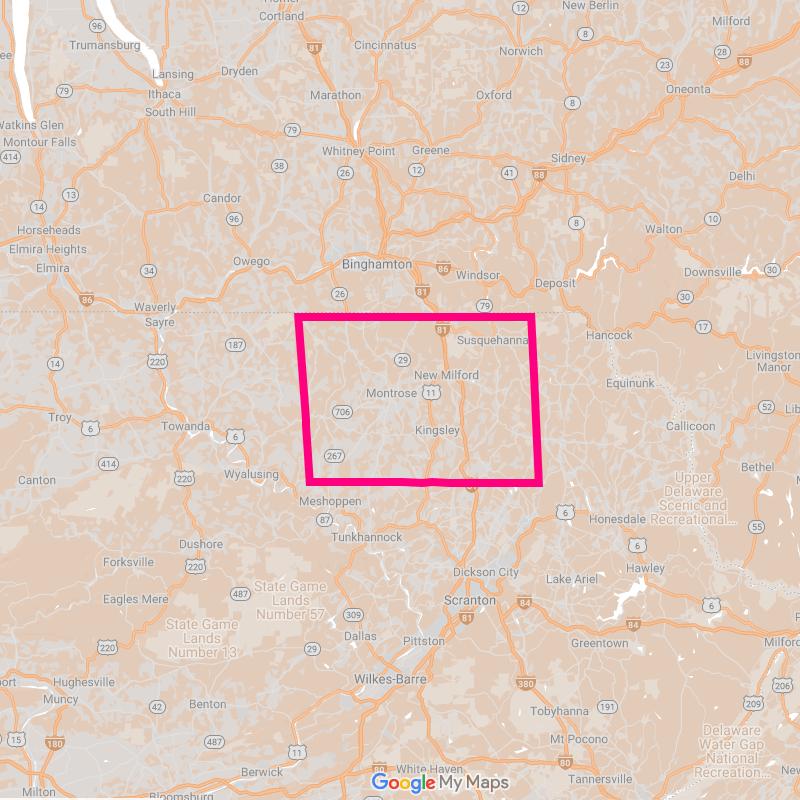 Homer
Cortland
New Berlin
12
96
Trumansburg
81
Cincinnatus
8
Milford
Norwich
28
88
Lansing
Dryden
23
79
Ithaca
Marathon
Oxford
Oneonta
South Hill
8
Watkins Glen
79
Montour Falls
Whitney Point
Greene
Sidney
414
38
26
12
41
88
Delhi
13
Candor
14
96
8
10
Horseheads
Walton
Elmira Heights
Owego
Binghamton
Elmira
34
86
Windsor
Downsville
30
Deposit
86
26
81
30
Waverly
79
Sayre
81
17
Hancock
187
Susquehanna
29
Livingston
Manor
220
14
New Milford
Equinunk
Montrose
11
706
52
Troy
Lib
6
Towanda
6
Kingsley
Callicoon
414
267
Bethel
Canton
220
Wyalusing
Upper
Delaware
Scenic and
Recreational...
Meshoppen
87
6
Honesdale
55
Tunkhannock
Dushore
6
Forksville
220
Dickson City
Hawley
Lake Ariel
Eagles Mere
487
State Game
Lands
Number 57
Scranton
84
6
309
81
84
State Game
Lands
Number 13
Dallas
Pittston
Greentown
Milford
220
29
Wilkes-Barre
Hughesville
380
206
Muncy
42
Benton
191
209
Tobyhanna
15
180
487
11
Mt Pocono
Delaware
Water Gap
National
Recreation...
80
80
Berwick
White Haven
Tannersville
Milton
Bloomsburg
Google My Maps